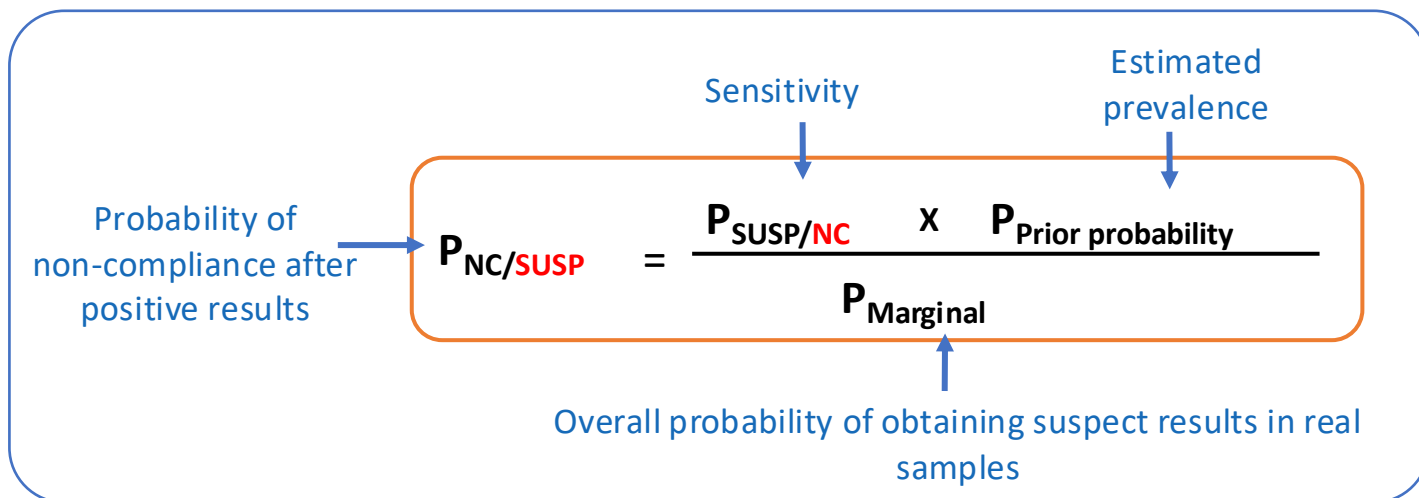 Sensitivity
Estimated
prevalence
Probability of
non-compliance after
positive results
P_NC/SUSP = P_SUSP/NC x P_Prior probability
P_Marginal
Overall probability of obtaining suspect results in real
samples